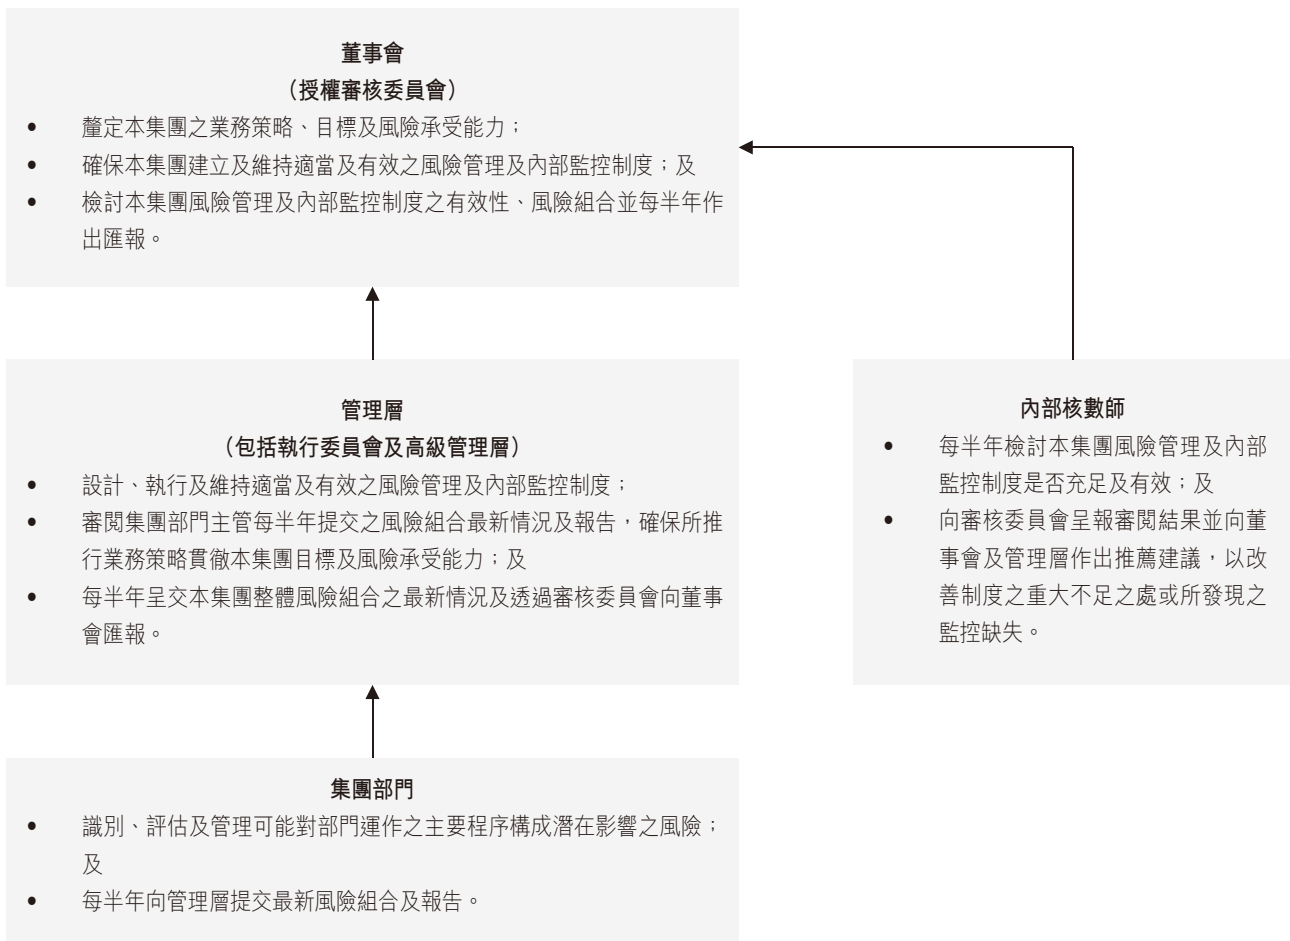 董事會
（授權審核委員會）
• 釐定本集團之業務策略、目標及風險承受能力；
• 確保本集團建立及維持適當及有效之風險管理及內部監控制度；及
• 檢討本集團風險管理及內部監控制度之有效性、風險組合並每半年作
出匯報。
管理層
（包括執行委員會及高級管理層）
• 設計、執行及維持適當及有效之風險管理及內部監控制度；
• 審閱集團部門主管每半年提交之風險組合最新情況及報告，確保所推
行業務策略貫徹本集團目標及風險承受能力；及
• 每半年呈交本集團整體風險組合之最新情況及透過審核委員會向董事
會匯報。
內部核數師
• 每半年檢討本集團風險管理及內部
監控制度是否充足及有效；及
• 向審核委員會呈報審閱結果並向董
事會及管理層作出推薦建議，以改
善制度之重大不足之處或所發現之
監控缺失。
集團部門
• 識別、評估及管理可能對部門運作之主要程序構成潛在影響之風險；
及
• 每半年向管理層提交最新風險組合及報告。